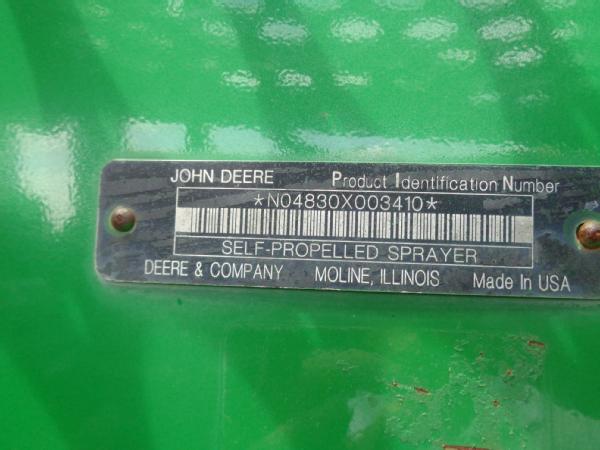 JOHN DEERE Product Identification Number
*N04830X003410*
SELF-PROPELLED SPRAYER
DEERE & COMPANY MOLINE, ILLINOIS Made In USA